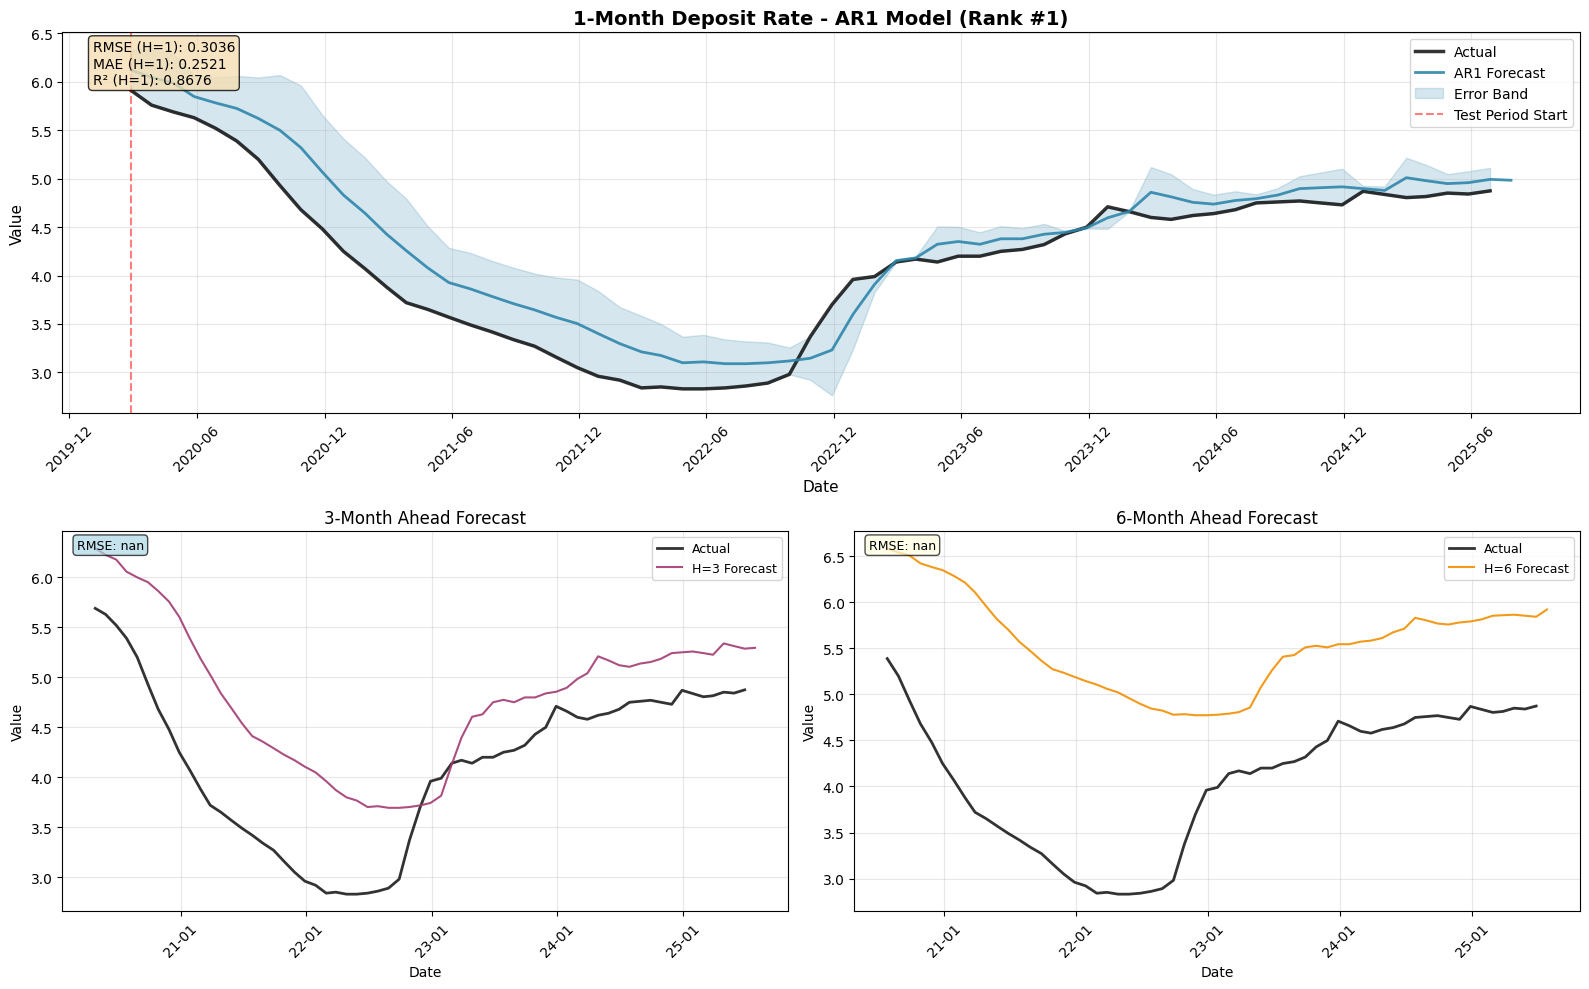 1-Month Deposit Rate - AR1 Model (Rank #1)
RMSE (H=1): 0.3036
MAE (H=1): 0.2521
R² (H=1): 0.8676
Actual
AR1 Forecast
Error Band
Test Period Start
Value
6.5
6.0
5.5
5.0
4.5
4.0
3.5
3.0
2019-12
2020-06
2020-12
2021-06
2021-12
2022-06
2022-12
2023-06
2023-12
2024-06
2024-12
2025-06
Date
3-Month Ahead Forecast
RMSE: nan
Actual
H=3 Forecast
Value
6.0
5.5
5.0
4.5
4.0
3.5
3.0
21-01
22-01
23-01
24-01
25-01
Date
6-Month Ahead Forecast
RMSE: nan
Actual
H=6 Forecast
Value
6.5
6.0
5.5
5.0
4.5
4.0
3.5
3.0
21-01
22-01
23-01
24-01
25-01
Date